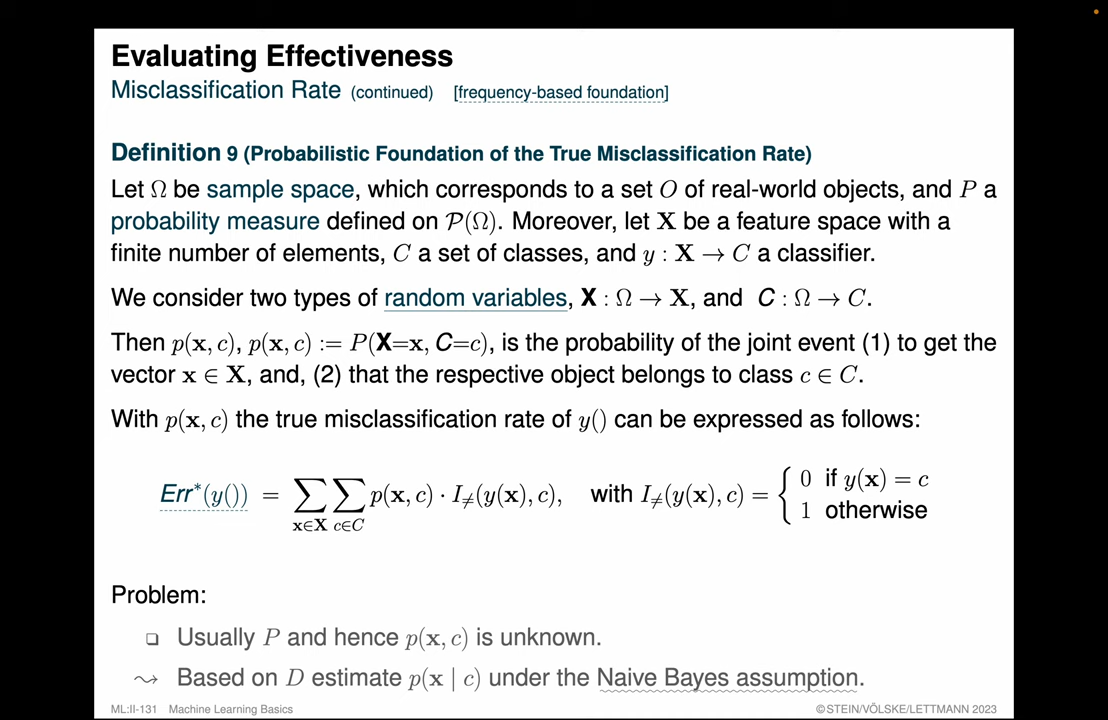 Evaluating Effectiveness
Misclassification Rate (continued) [frequency-based foundation]
Definition 9 (Probabilistic Foundation of the True Misclassification Rate)
Let Ω be sample space, which corresponds to a set O of real-world objects, and P a
probability measure defined on 𝒫(Ω). Moreover, let X be a feature space with a
finite number of elements, C a set of classes, and y : X → C a classifier.
We consider two types of random variables, X : Ω → X, and C : Ω → C.
Then p(x, c), p(x, c) := P(X=x, C=c), is the probability of the joint event (1) to get the
vector x ∈ X, and, (2) that the respective object belongs to class c ∈ C.
With p(x, c) the true misclassification rate of y() can be expressed as follows:
Err*(y()) = ∑x∈X ∑c∈C p(x, c) · I≠(y(x), c), with I≠(y(x), c) = { 0 if y(x) = c
1 otherwise
Problem:
❏ Usually P and hence p(x, c) is unknown.
⤳ Based on D estimate p(x | c) under the Naive Bayes assumption.
ML:II-131 Machine Learning Basics ©STEIN/VÖLSKE/LETTMANN 2023